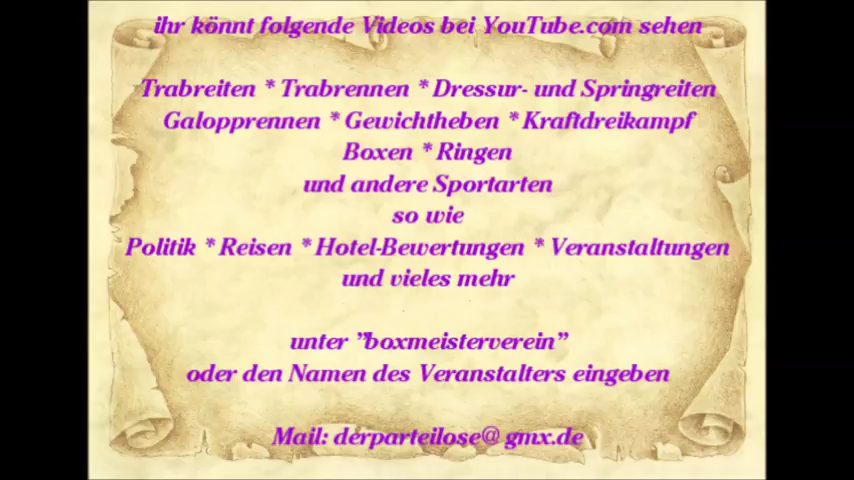 ihr könnt folgende Videos bei YouTube.com sehen
Trabreiten * Trabrennen * Dressur- und Springreiten
Galopprennen * Gewichtheben * Kraftdreikampf
Boxen * Ringen
und andere Sportarten
so wie
Politik * Reisen * Hotel-Bewertungen * Veranstaltungen
und vieles mehr
unter "boxmeisterverein"
oder den Namen des Veranstalters eingeben
Mail: derparteilose@gmx.de